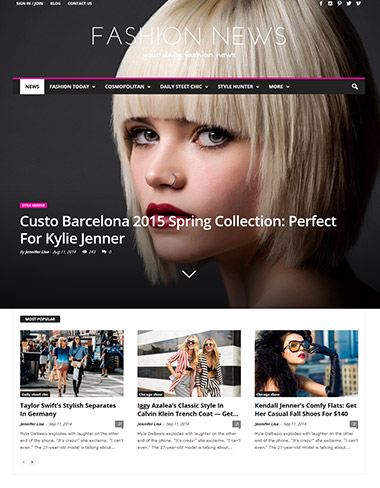 SIGN IN / JOIN BLOG CONTACT US
FASHION NEWS
your daily fashion news
NEWS FASHION TODAY COSMOPOLITAN DAILY STEET CHIC STYLE HUNTER MORE
STYLE HUNTER
Custo Barcelona 2015 Spring Collection: Perfect
For Kylie Jenner
By Jennifer Lisa - Aug 11, 2014 243 0
MOST POPULAR
Daily steet chic
Chicago show
Chicago show
Taylor Swift's Stylish Separates
In Germany
Jennifer Lisa - Sep 11, 2014
Kyle DalBello explodes with laughter on the other
end of the phone. "It's crazy!" she exclaims. "I can't
even." The 27-year-old model is talking about...
Iggy Azalea's Classic Style In
Calvin Klein Trench Coat — Get...
Jennifer Lisa - Sep 11, 2014
Kyle DalBello explodes with laughter on the other
end of the phone. "It's crazy!" she exclaims. "I can't
even." The 27-year-old model is talking about...
Kendall Jenner's Comfy Flats: Get
Her Casual Fall Shoes For $140
Jennifer Lisa - Sep 11, 2014
Kyle DalBello explodes with laughter on the other
end of the phone. "It's crazy!" she exclaims. "I can't
even." The 27-year-old model is talking about...